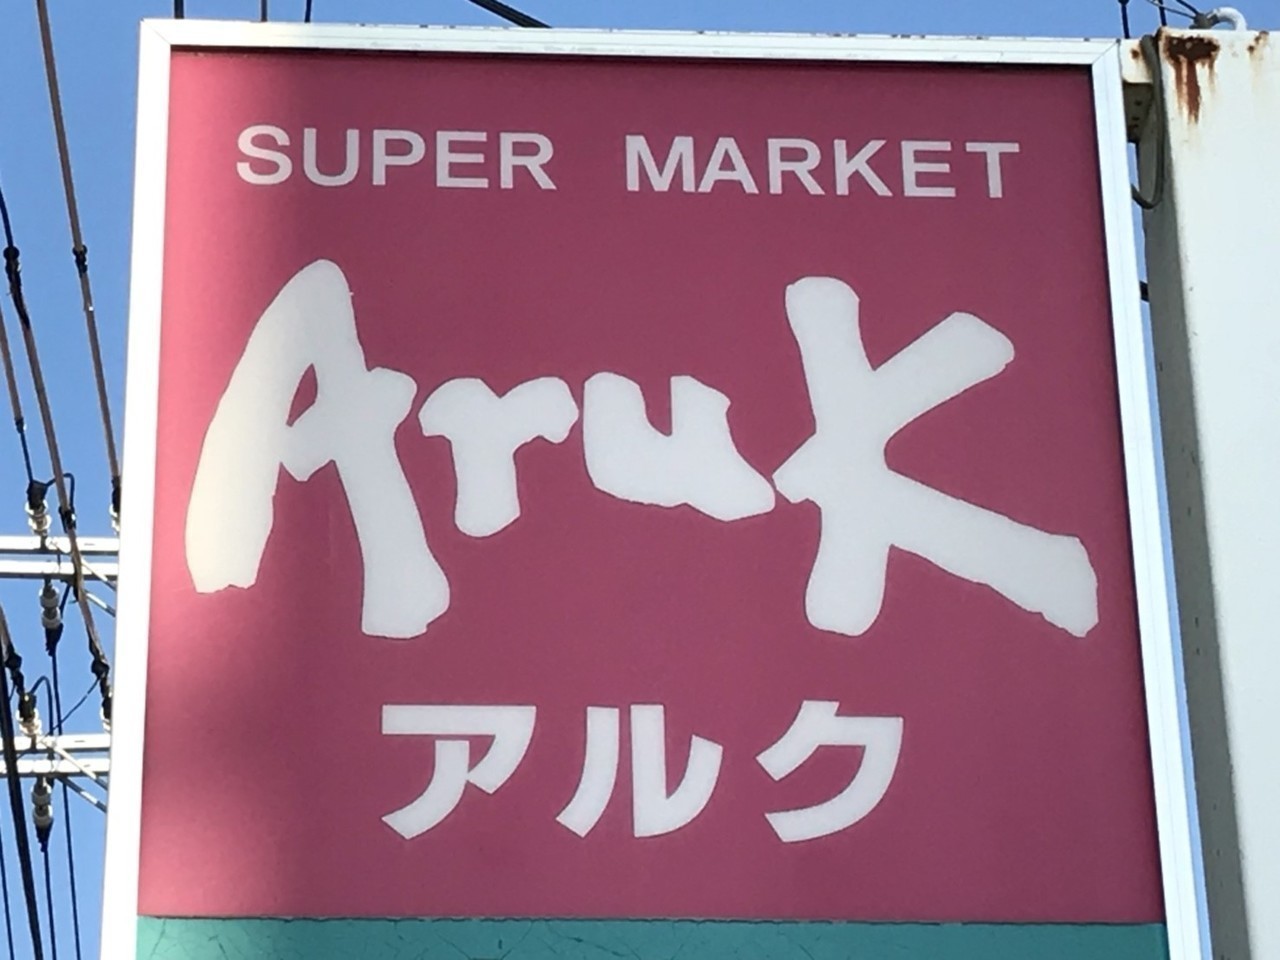 SUPER MARKET
Aruk
アルク